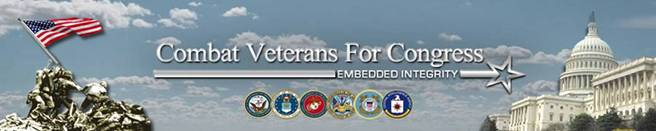 Combat Veterans For Congress
EMBEDDED INTEGRITY